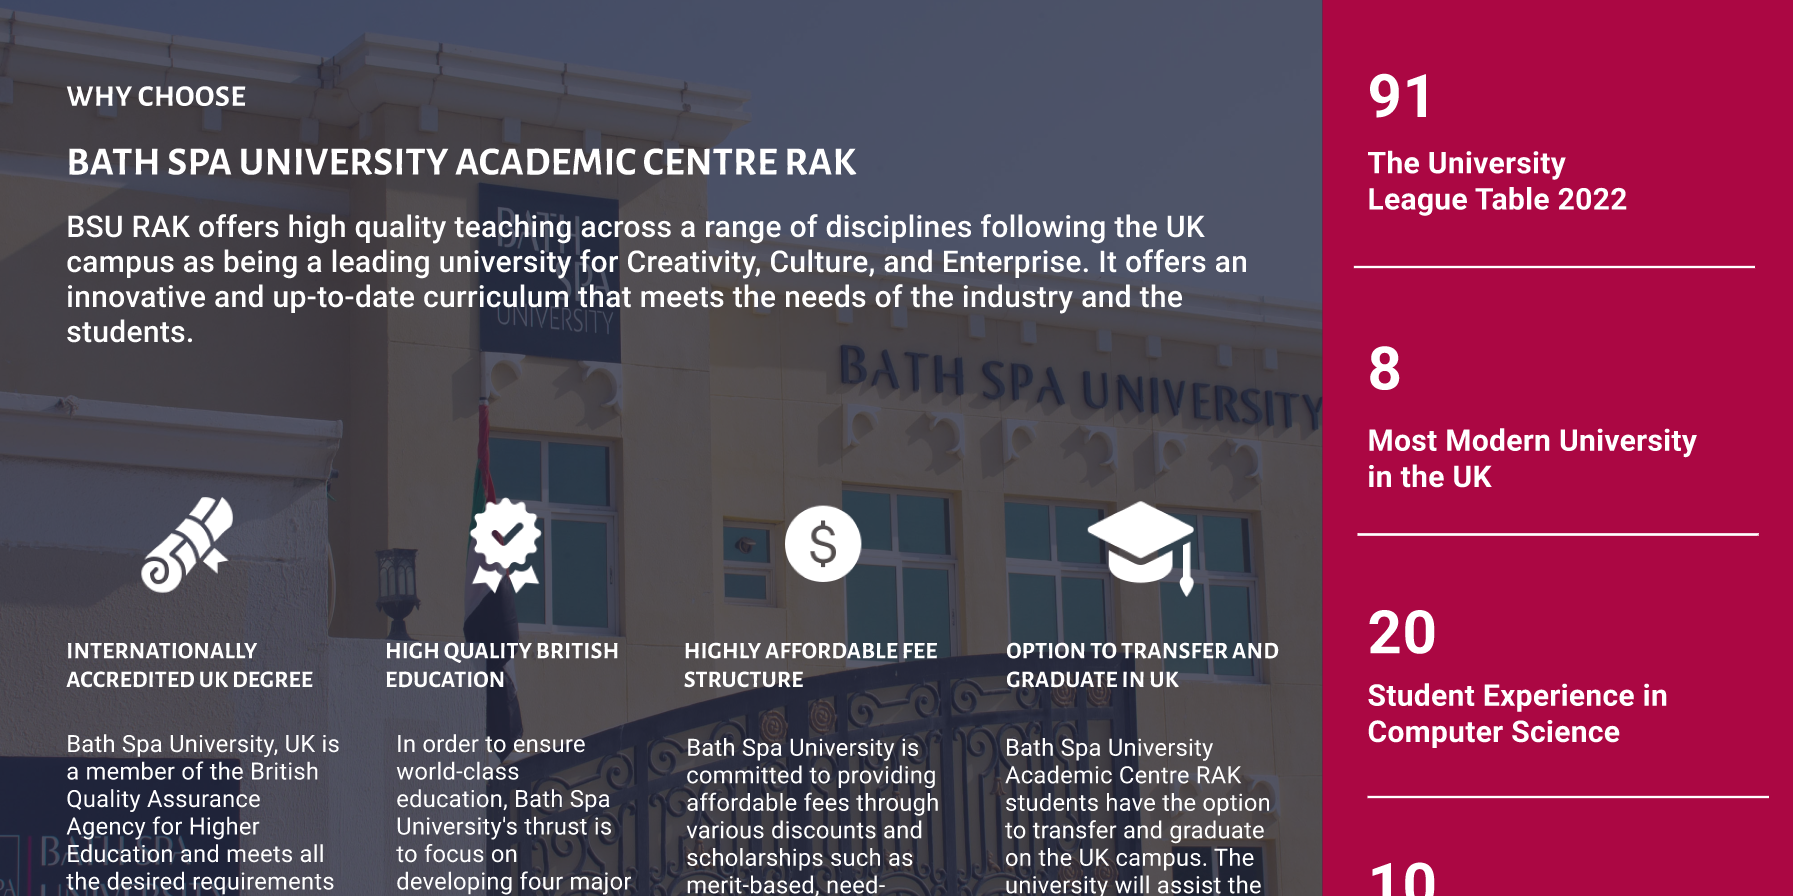 WHY CHOOSE
BATH SPA UNIVERSITY ACADEMIC CENTRE RAK
BSU RAK offers high quality teaching across a range of disciplines following the UK
campus as being a leading university for Creativity, Culture, and Enterprise. It offers an
innovative and up-to-date curriculum that meets the needs of the industry and the
students.
BATH
SPA
UNIVERSITY
BATH SPA UNIVERSITY
INTERNATIONALLY
ACCREDITED UK DEGREE
Bath Spa University, UK is
a member of the British
Quality Assurance
Agency for Higher
Education and meets all
the desired requirements
HIGH QUALITY BRITISH
EDUCATION
In order to ensure
world-class
education, Bath Spa
University's thrust is
to focus on
developing four major
$
HIGHLY AFFORDABLE FEE
STRUCTURE
Bath Spa University is
committed to providing
affordable fees through
various discounts and
scholarships such as
merit-based, need-
OPTION TO TRANSFER AND
GRADUATE IN UK
Bath Spa University
Academic Centre RAK
students have the option
to transfer and graduate
on the UK campus. The
university will assist the
91
The University
League Table 2022
8
Most Modern University
in the UK
20
Student Experience in
Computer Science
10